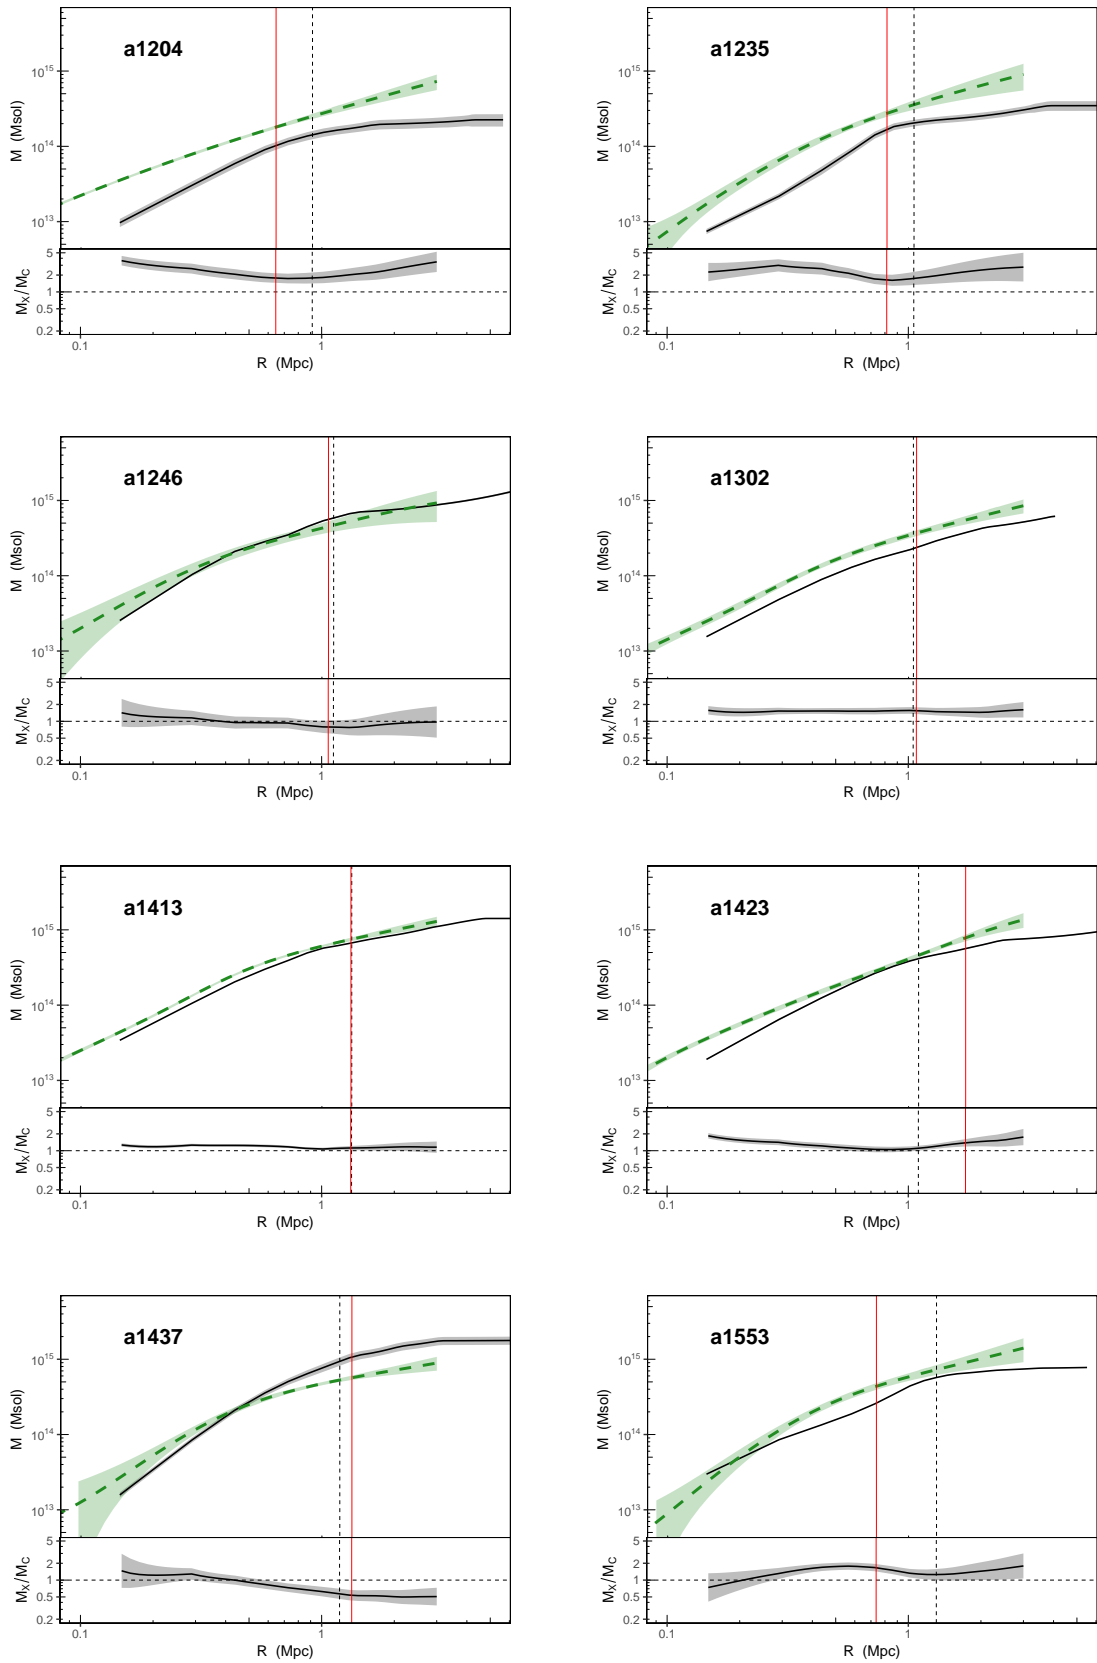 a1204
M (Msol)
10^15
10^14
10^13
M_X/M_C
5
2
1
0.5
0.2
0.1
1
R (Mpc)
a1235
M (Msol)
10^15
10^14
10^13
M_X/M_C
5
2
1
0.5
0.2
0.1
1
R (Mpc)
a1246
M (Msol)
10^15
10^14
10^13
M_X/M_C
5
2
1
0.5
0.2
0.1
1
R (Mpc)
a1302
M (Msol)
10^15
10^14
10^13
M_X/M_C
5
2
1
0.5
0.2
0.1
1
R (Mpc)
a1413
M (Msol)
10^15
10^14
10^13
M_X/M_C
5
2
1
0.5
0.2
0.1
1
R (Mpc)
a1423
M (Msol)
10^15
10^14
10^13
M_X/M_C
5
2
1
0.5
0.2
0.1
1
R (Mpc)
a1437
M (Msol)
10^15
10^14
10^13
M_X/M_C
5
2
1
0.5
0.2
0.1
1
R (Mpc)
a1553
M (Msol)
10^15
10^14
10^13
M_X/M_C
5
2
1
0.5
0.2
0.1
1
R (Mpc)